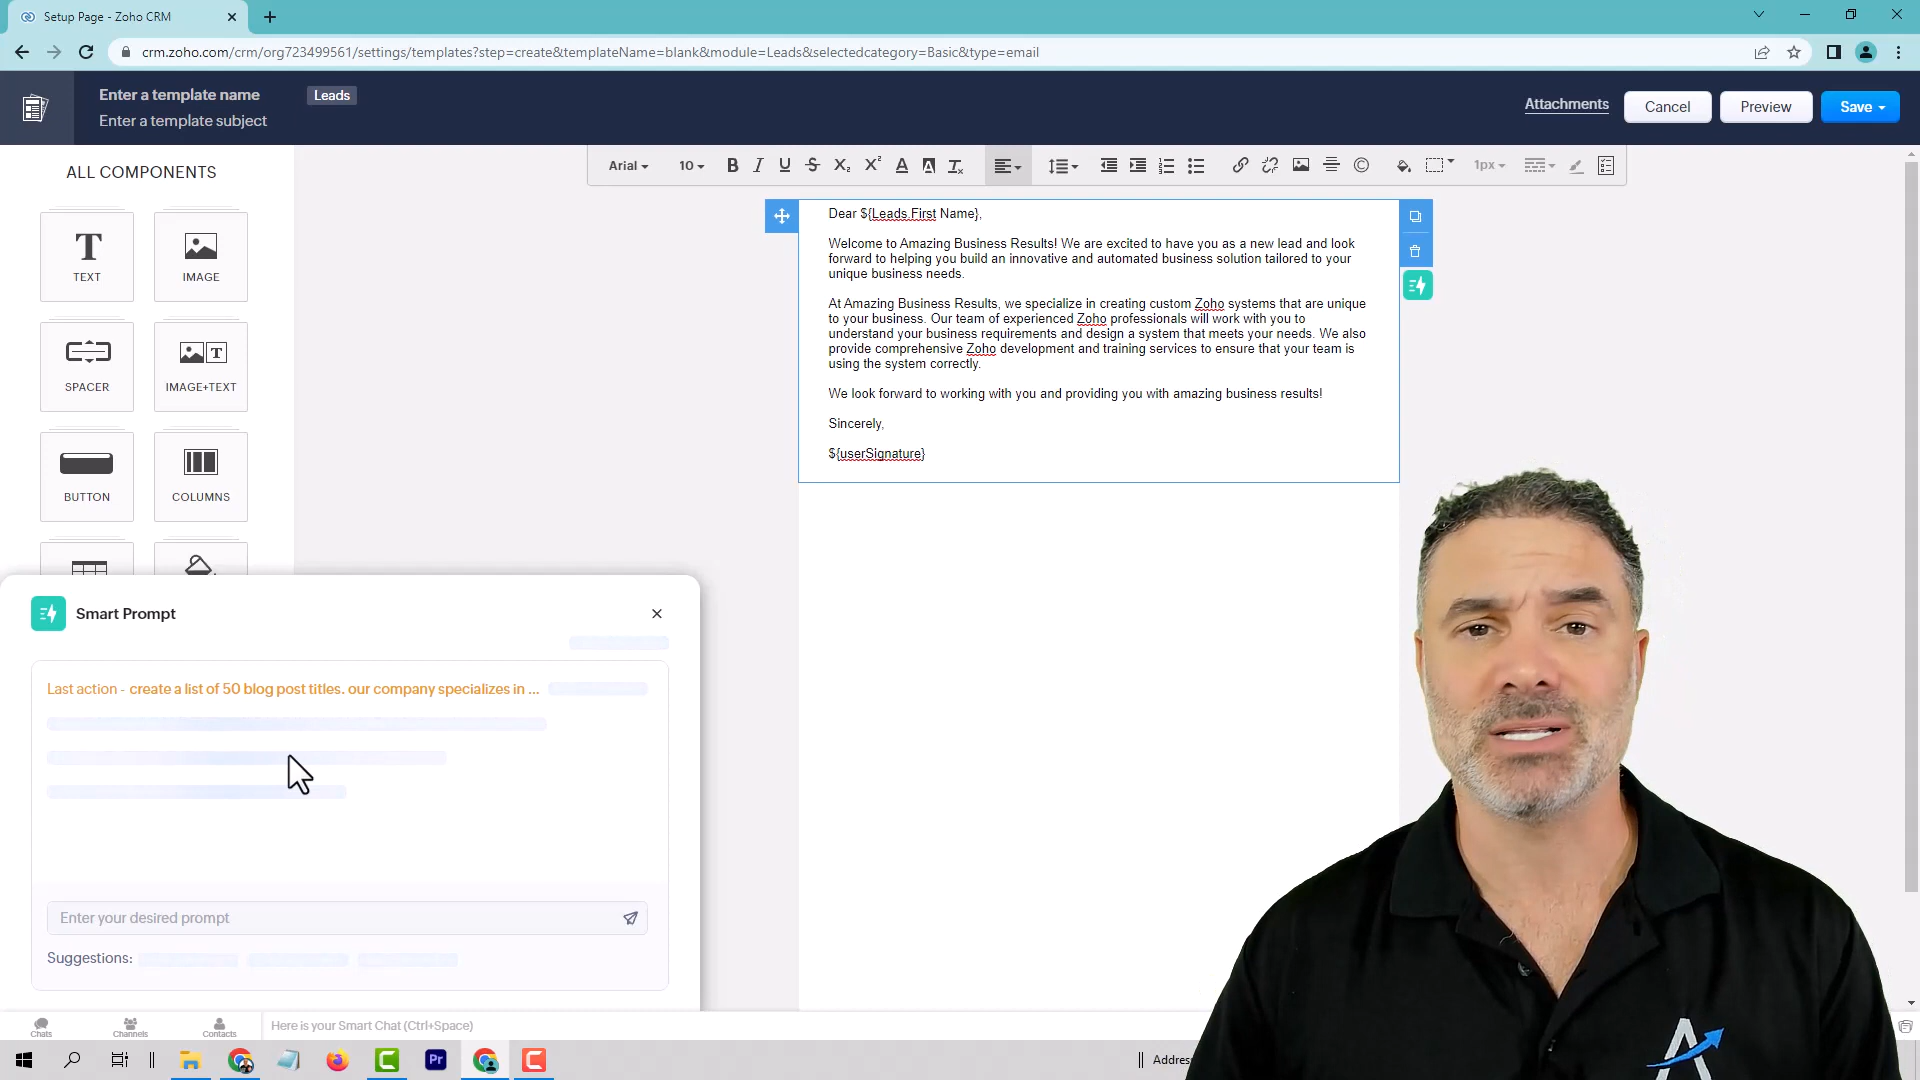 Setup Page - Zoho CRM
crm.zoho.com/crm/org723499561/settings/templates?step=create&templateName=blank&module=Leads&selectedcategory=Basic&type=email
Enter a template name
Leads
Enter a template subject
Attachments
Cancel
Preview
Save
ALL COMPONENTS
Arial
10
1px
TEXT
IMAGE
SPACER
IMAGE+TEXT
BUTTON
COLUMNS
Dear ${Leads.First Name},
Welcome to Amazing Business Results! We are excited to have you as a new lead and look
forward to helping you build an innovative and automated business solution tailored to your
unique business needs.
At Amazing Business Results, we specialize in creating custom Zoho systems that are unique
to your business. Our team of experienced Zoho professionals will work with you to
understand your business requirements and design a system that meets your needs. We also
provide comprehensive Zoho development and training services to ensure that your team is
using the system correctly.
We look forward to working with you and providing you with amazing business results!
Sincerely,
${userSignature}
Smart Prompt
Last action - create a list of 50 blog post titles. our company specializes in ...
Enter your desired prompt
Suggestions:
Chats
Channels
Contacts
Here is your Smart Chat (Ctrl+Space)
Pr
Address